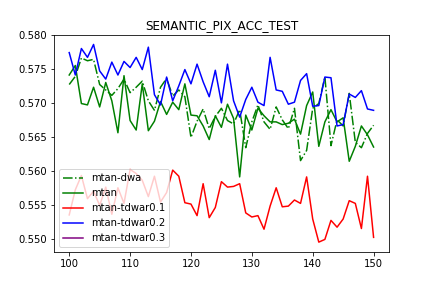 SEMANTIC_PIX_ACC_TEST
0.580
0.575
0.570
0.565
0.560
0.555
0.550
mtan-dwa
mtan
mtan-tdwar0.1
mtan-tdwar0.2
mtan-tdwar0.3
100 110 120 130 140 150